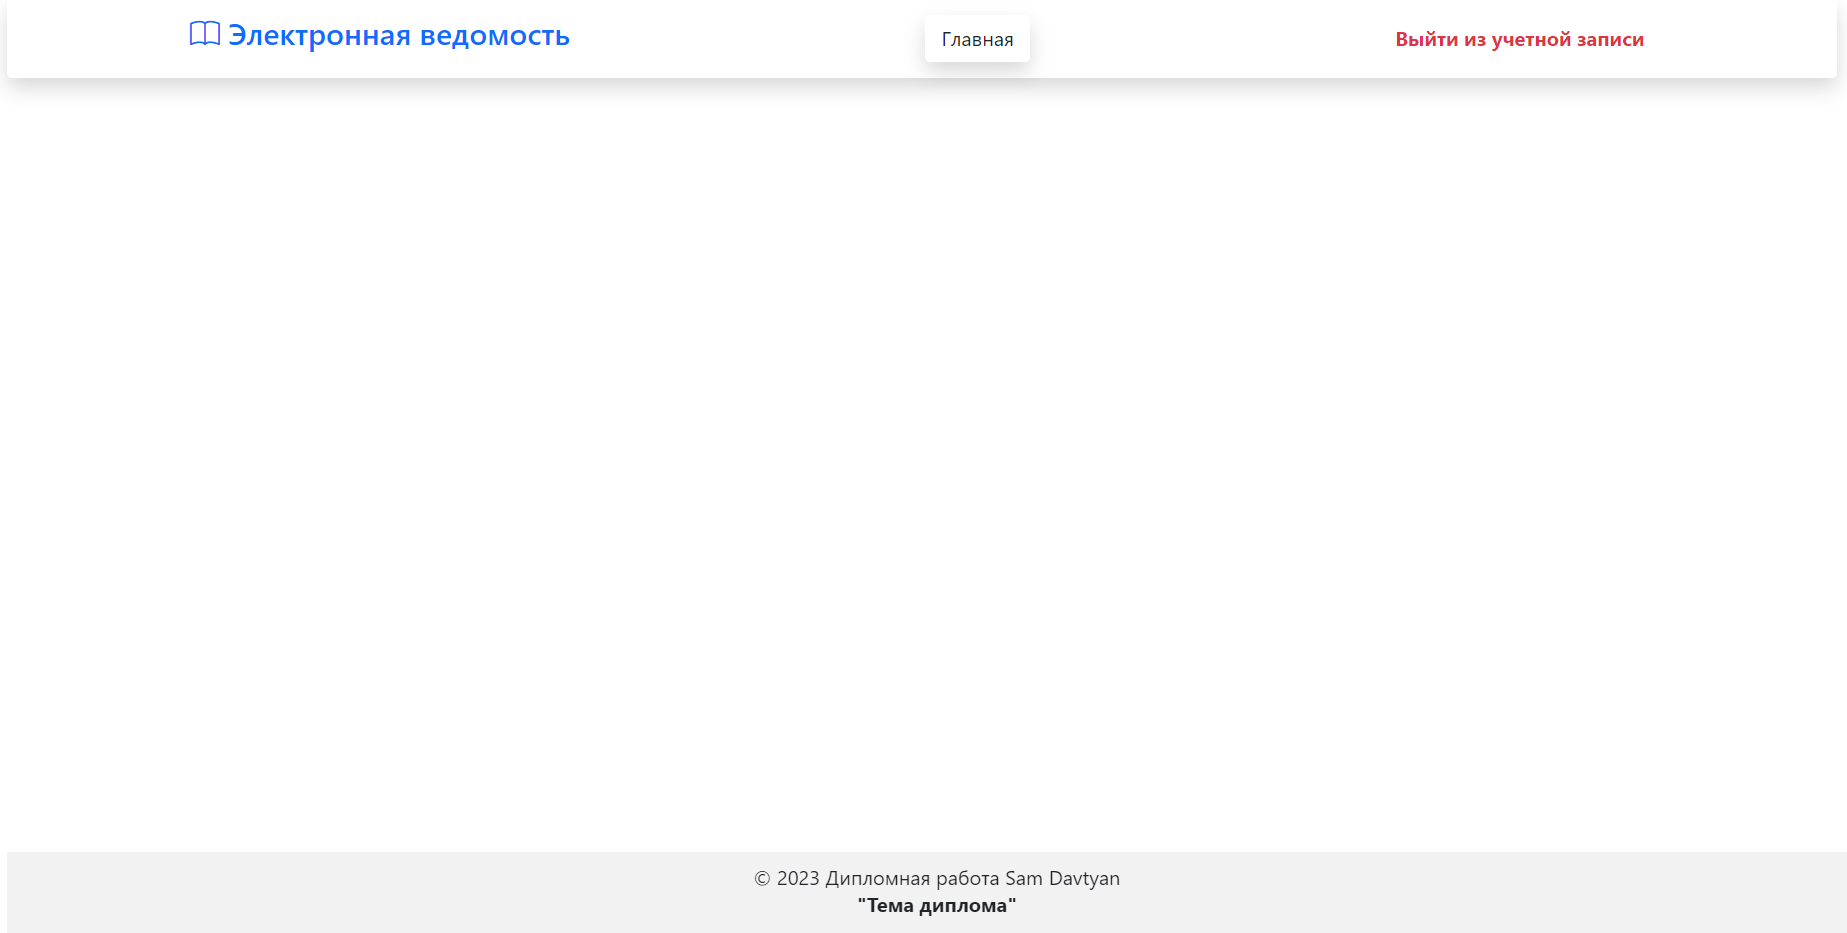 Электронная ведомость
Главная
Выйти из учетной записи
© 2023 Дипломная работа Sam Davtyan
"Тема диплома"